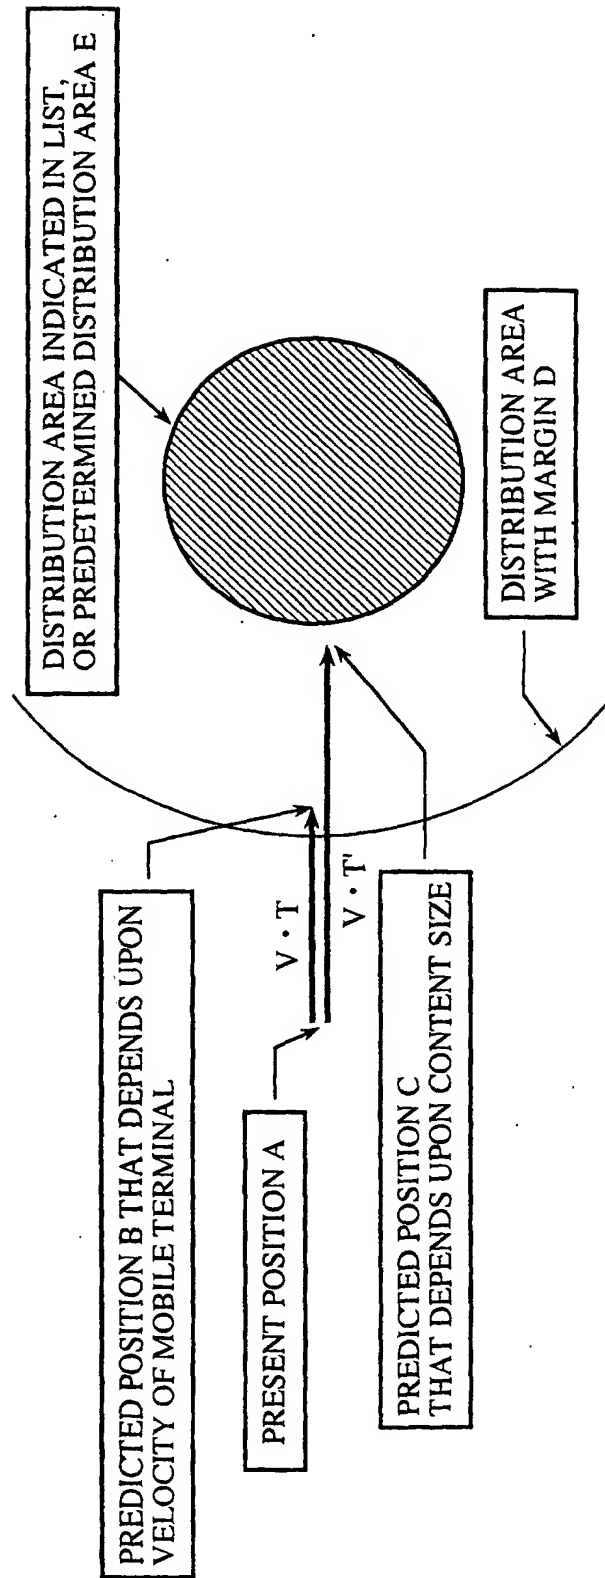 DISTRIBUTION AREA INDICATED IN LIST,
OR PREDETERMINED DISTRIBUTION AREA E
PREDICTED POSITION B THAT DEPENDS UPON
VELOCITY OF MOBILE TERMINAL
PRESENT POSITION A
V · T
V · T'
PREDICTED POSITION C
THAT DEPENDS UPON CONTENT SIZE
DISTRIBUTION AREA
WITH MARGIN D